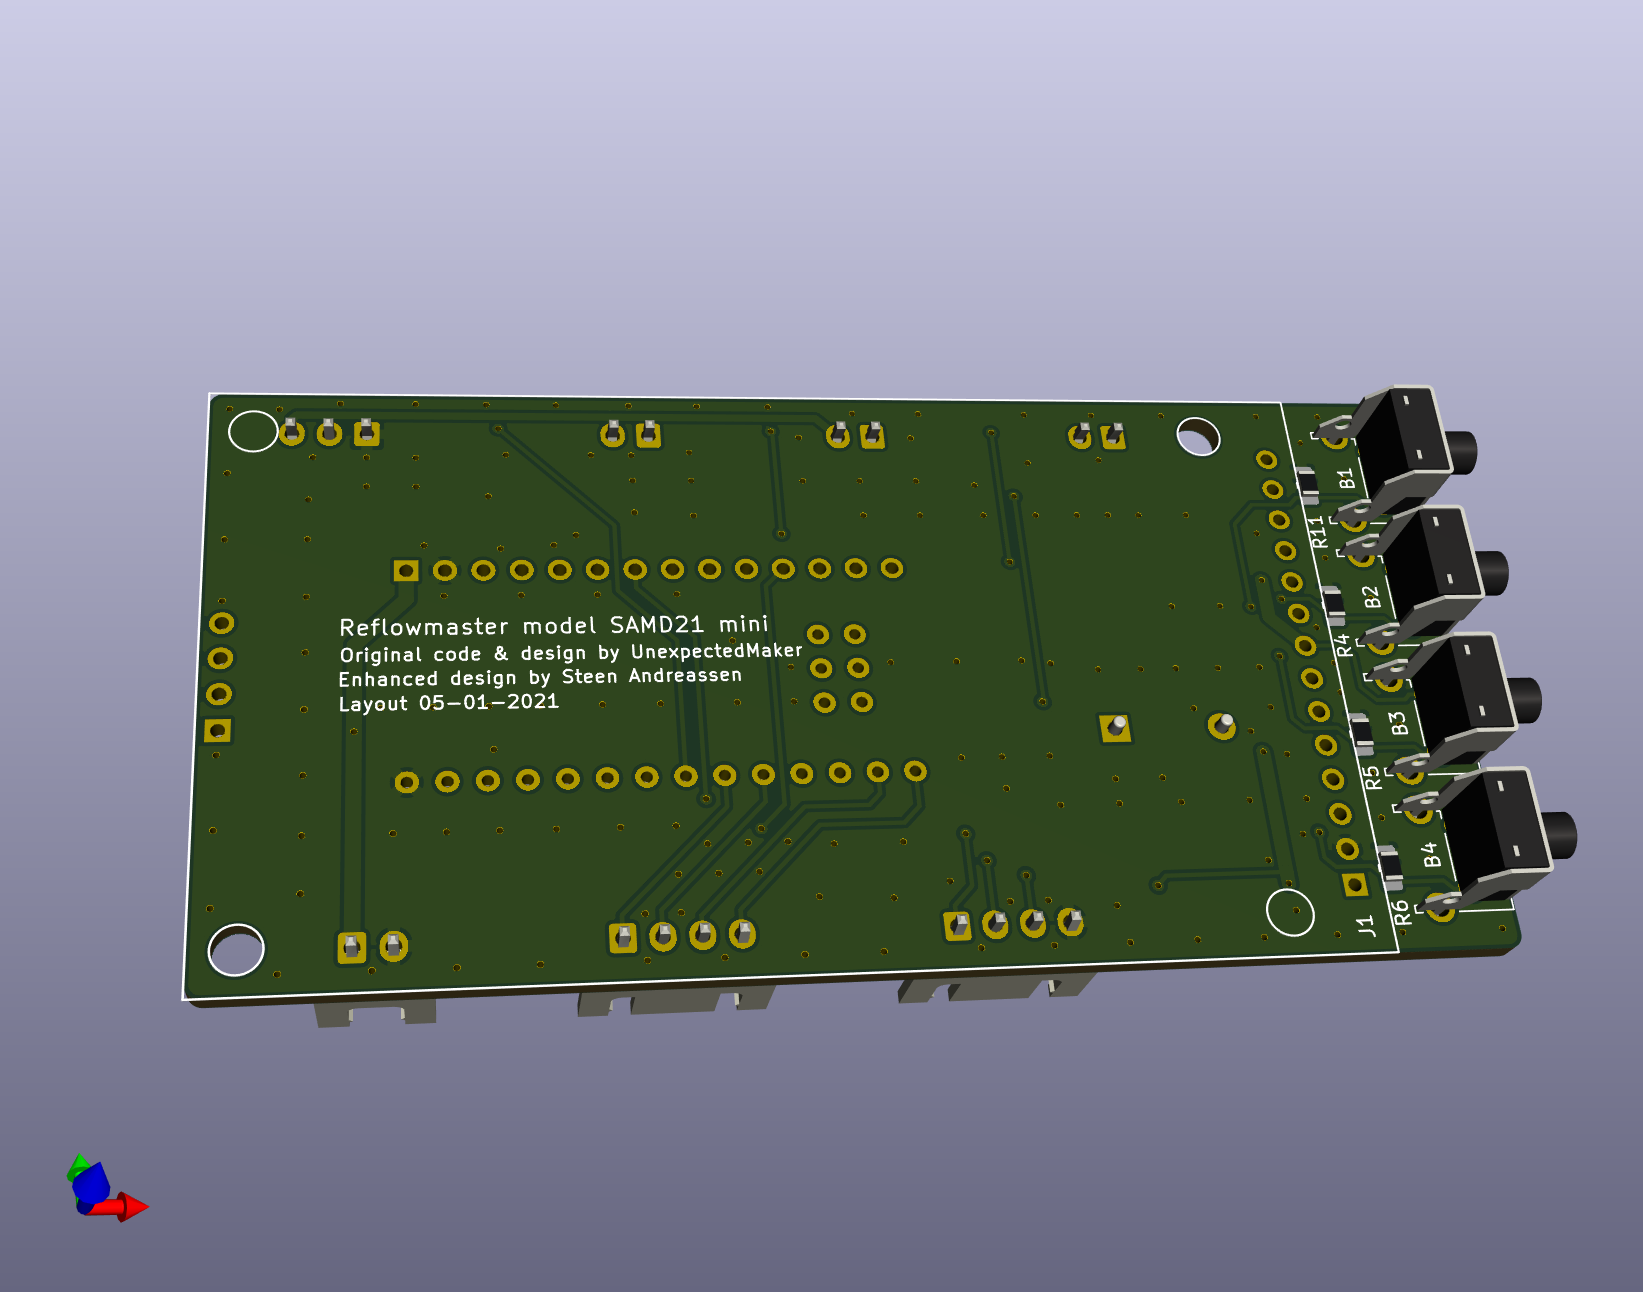 Reflowmaster model SAMD21 mini
Original code & design by UnexpectedMaker
Enhanced design by Steen Andreassen
Layout 05-01-2021
B1
R11
B2
R4
B3
R5
B4
R6
J1